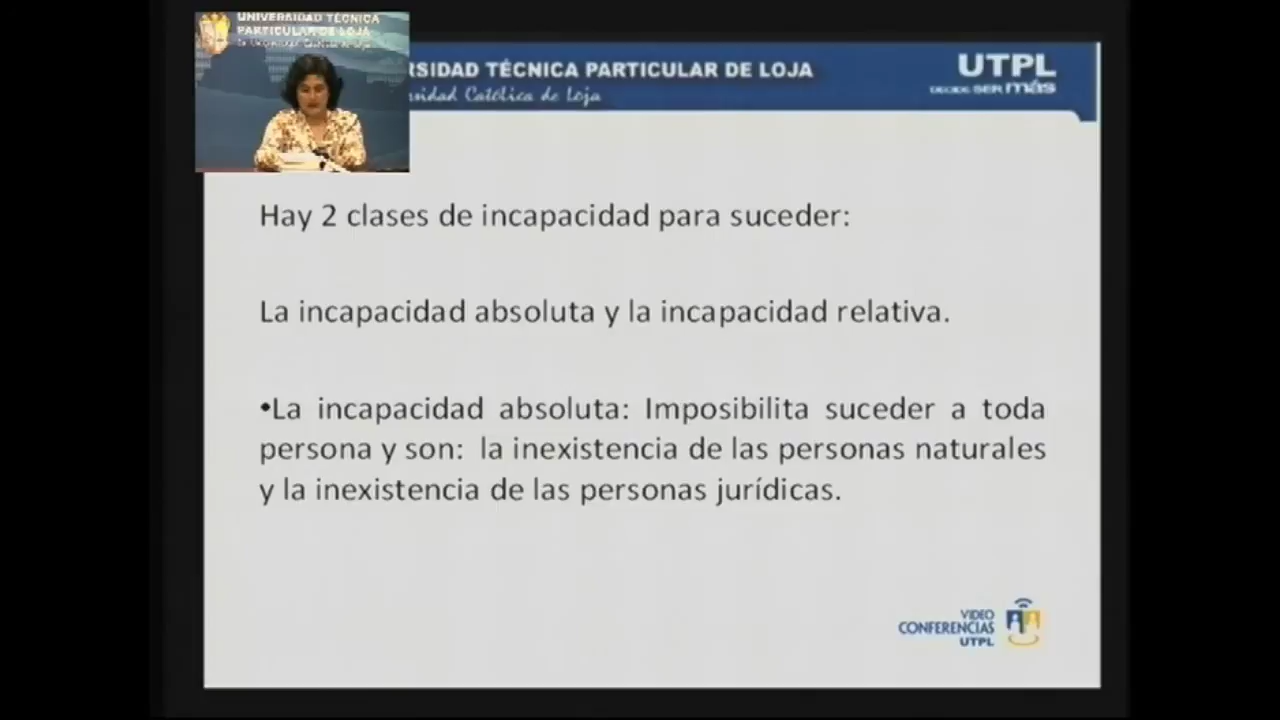 UNIVERSIDAD TÉCNICA
PARTICULAR DE LOJA
La Universidad Católica de Loja
RSIDAD TÉCNICA PARTICULAR DE LOJA
rsidad Católica de Loja
UTPL
DECIDE SER más
Hay 2 clases de incapacidad para suceder:
La incapacidad absoluta y la incapacidad relativa.
•La incapacidad absoluta: Imposibilita suceder a toda
persona y son: la inexistencia de las personas naturales
y la inexistencia de las personas jurídicas.
VIDEO
CONFERENCIAS
UTPL